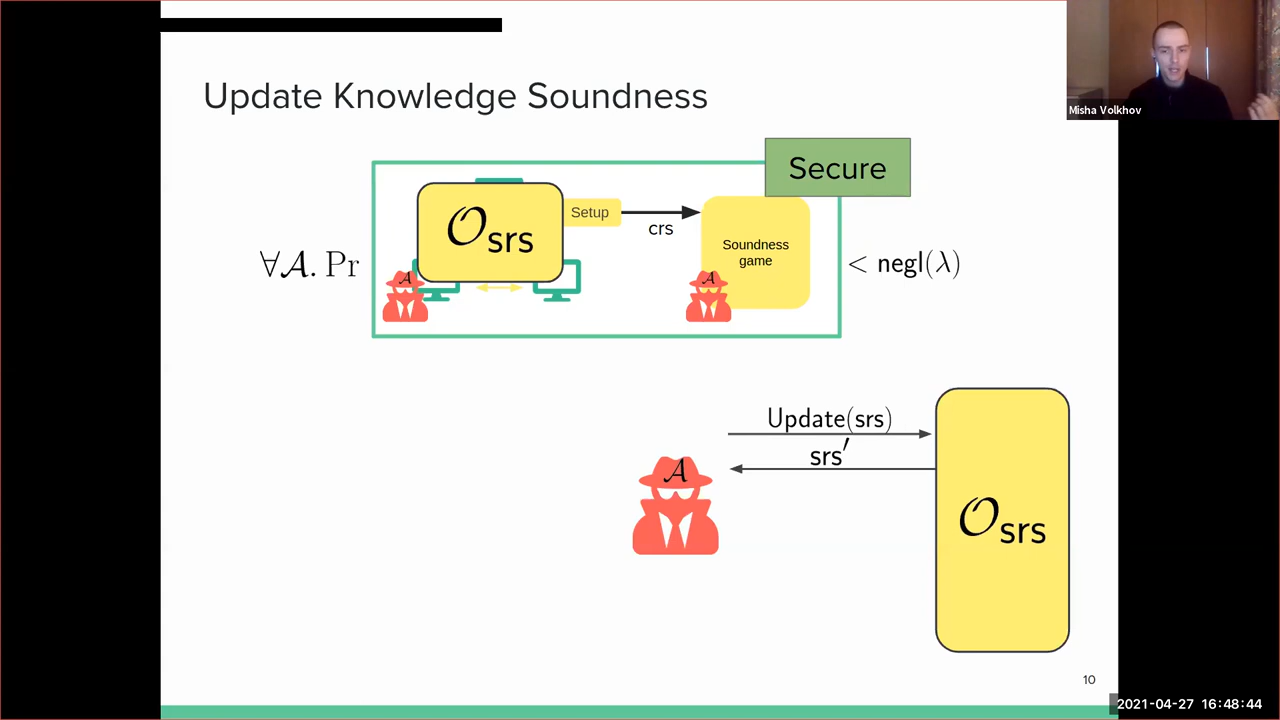 Misha Volkhov
Update Knowledge Soundness
Secure
𝒪srs
Setup
crs
Soundness
game
∀𝒜. Pr
< negl(λ)
𝒜
𝒜
Update(srs)
srs′
𝒜
𝒪srs
10
2021-04-27 16:48:44